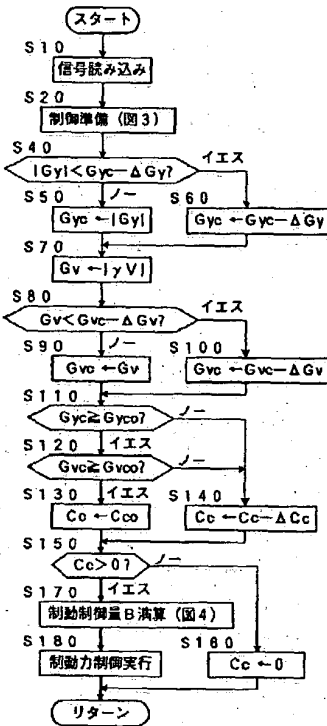 スタート
S10
信号読み込み
S20
制御準備 (図3)
S40
|Gy|<Gyc-ΔGy?
イエス
S50
ノー
S60
Gyc←|Gy|
Gyc←Gyc-ΔGy
S70
Gv←|γV|
S80
Gv<Gvc-ΔGv?
イエス
S90
ノー
S100
Gvc←Gv
Gvc←Gvc-ΔGv
S110
Gyc≧Gyco?
ノー
S120
イエス
Gvc≧Gvco?
ノー
S130
イエス
S140
Cc←Cco
Cc←Cc-ΔCc
S150
Cc>0?
ノー
S170
イエス
制動制御量B演算 (図4)
S180
S160
制動力制御実行
Cc←0
リターン